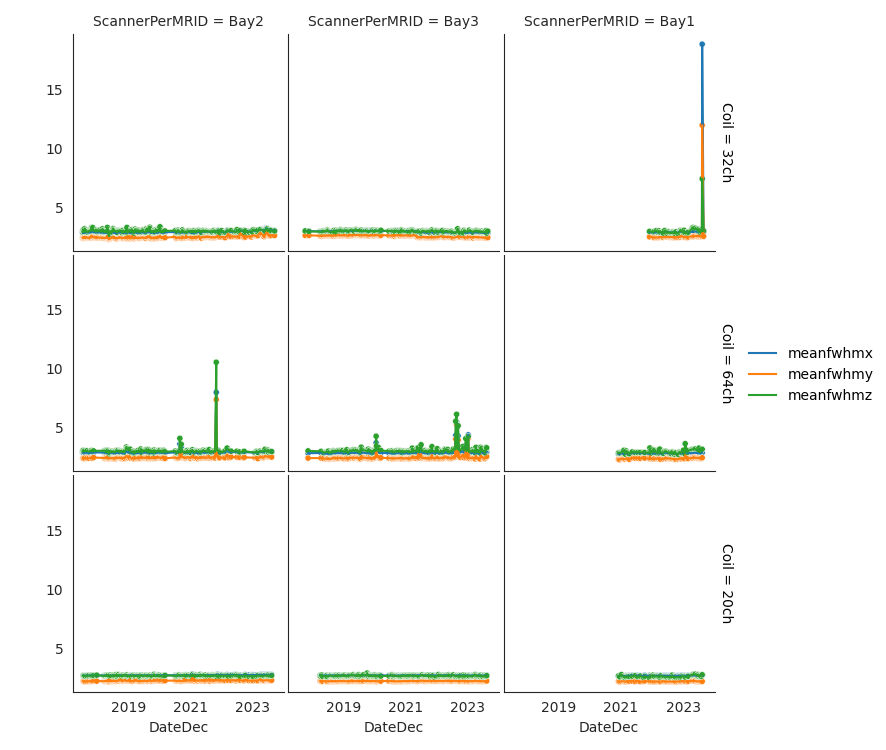 ScannerPerMRID = Bay2
ScannerPerMRID = Bay3
ScannerPerMRID = Bay1
15
10
5
Coil = 32ch
15
10
5
Coil = 64ch
meanfwhmx
meanfwhmy
meanfwhmz
15
10
5
Coil = 20ch
2019 2021 2023
2019 2021 2023
2019 2021 2023
DateDec
DateDec
DateDec